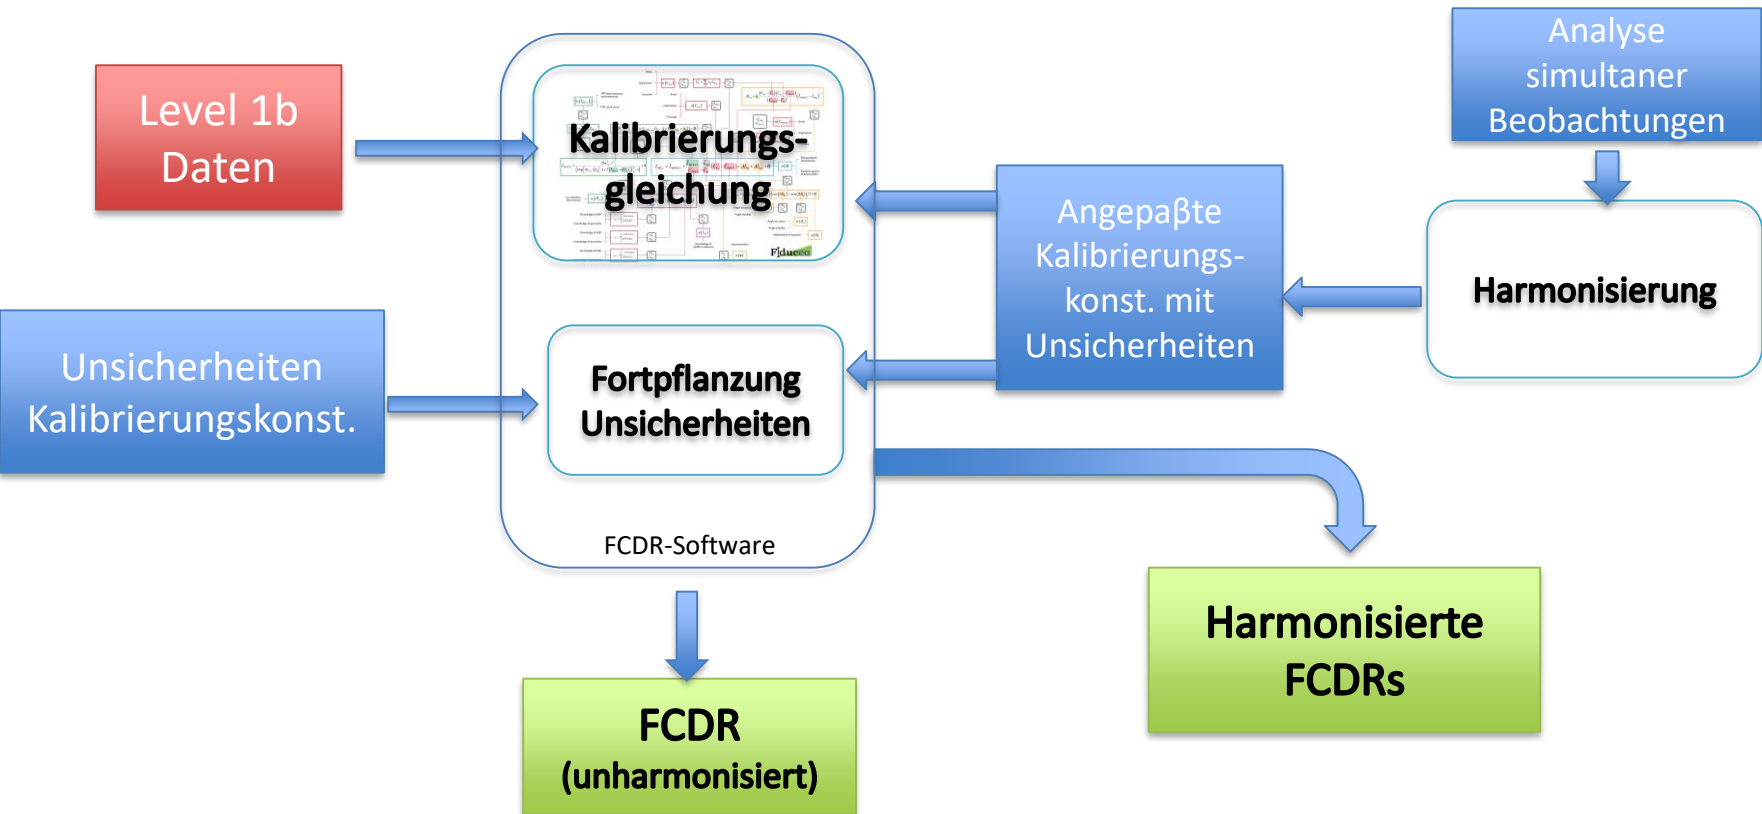 Level 1b
Daten
Kalibrierungs-
gleichung
Fiduceo
Unsicherheiten
Kalibrierungskonst.
Fortpflanzung
Unsicherheiten
FCDR-Software
Analyse
simultaner
Beobachtungen
Harmonisierung
Angepaβte
Kalibrierungs-
konst. mit
Unsicherheiten
FCDR
(unharmonisiert)
Harmonisierte
FCDRs